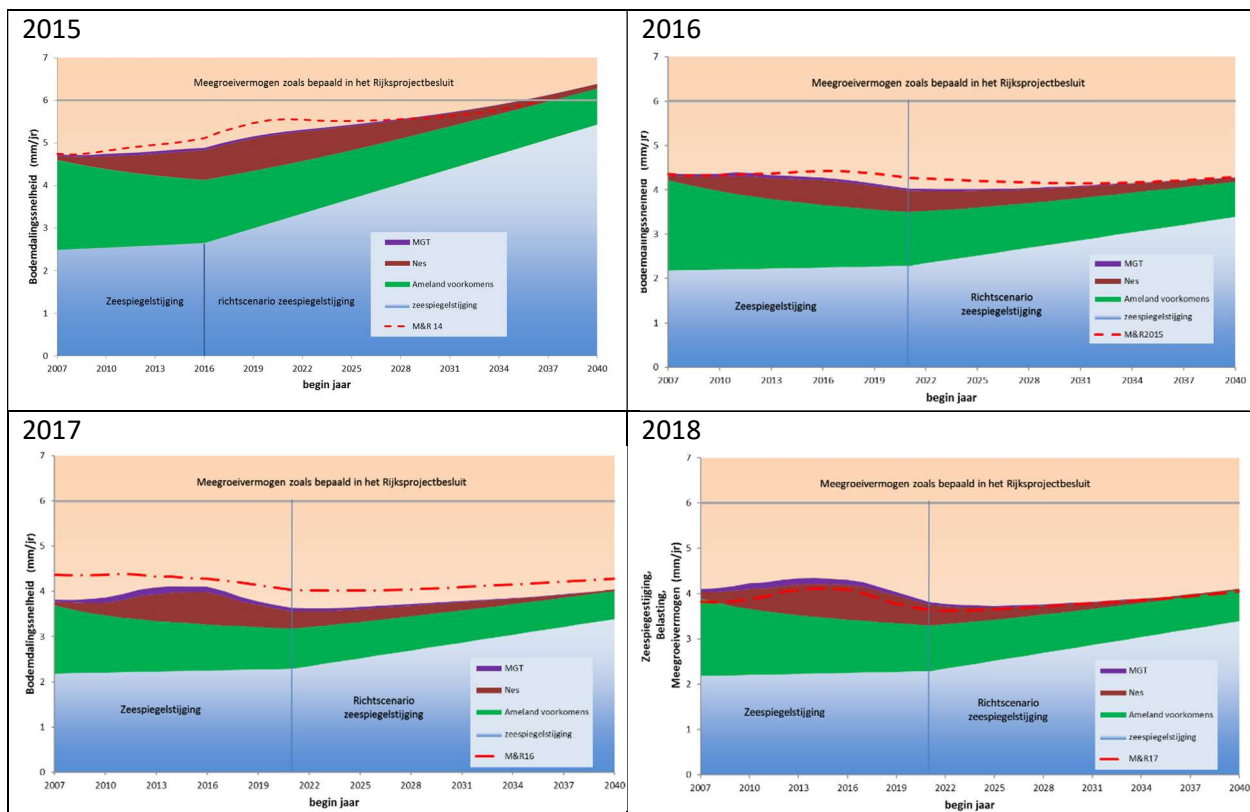 2015
7
6
5
4
3
2
1
0
Bodemdalingssnelheid (mm/jr)
Meegroeivermogen zoals bepaald in het Rijksprojectbesluit
Zeespiegelstijging
richtscenario zeespiegelstijging
MGT
Nes
Ameland voorkomens
zeespiegelstijging
M&R 14
2007 2010 2013 2016 2019 2022 2025 2028 2031 2034 2037 2040
begin jaar
2016
7
6
5
4
3
2
1
0
Bodemdalingssnelheid (mm/jr)
Meegroeivermogen zoals bepaald in het Rijksprojectbesluit
Zeespiegelstijging
Richtscenario
zeespiegelstijging
MGT
Nes
Ameland voorkomens
zeespiegelstijging
M&R2015
2007 2010 2013 2016 2019 2022 2025 2028 2031 2034 2037 2040
begin jaar
2017
7
6
5
4
3
2
1
0
Bodemdalingssnelheid (mm/jr)
Meegroeivermogen zoals bepaald in het Rijksprojectbesluit
Zeespiegelstijging
Richtscenario
zeespiegelstijging
MGT
Nes
Ameland voorkomens
zeespiegelstijging
M&R16
2007 2010 2013 2016 2019 2022 2025 2028 2031 2034 2037 2040
begin jaar
2018
7
6
5
4
3
2
1
0
Zeespiegestijging,
Belasting,
Meegroeivermogen (mm/jr)
Meegroeivermogen zoals bepaald in het Rijksprojectbesluit
Zeespiegelstijging
Richtscenario
zeespiegelstijging
MGT
Nes
Ameland voorkomens
zeespiegelstijging
M&R17
2007 2010 2013 2016 2019 2022 2025 2028 2031 2034 2037 2040
begin jaar